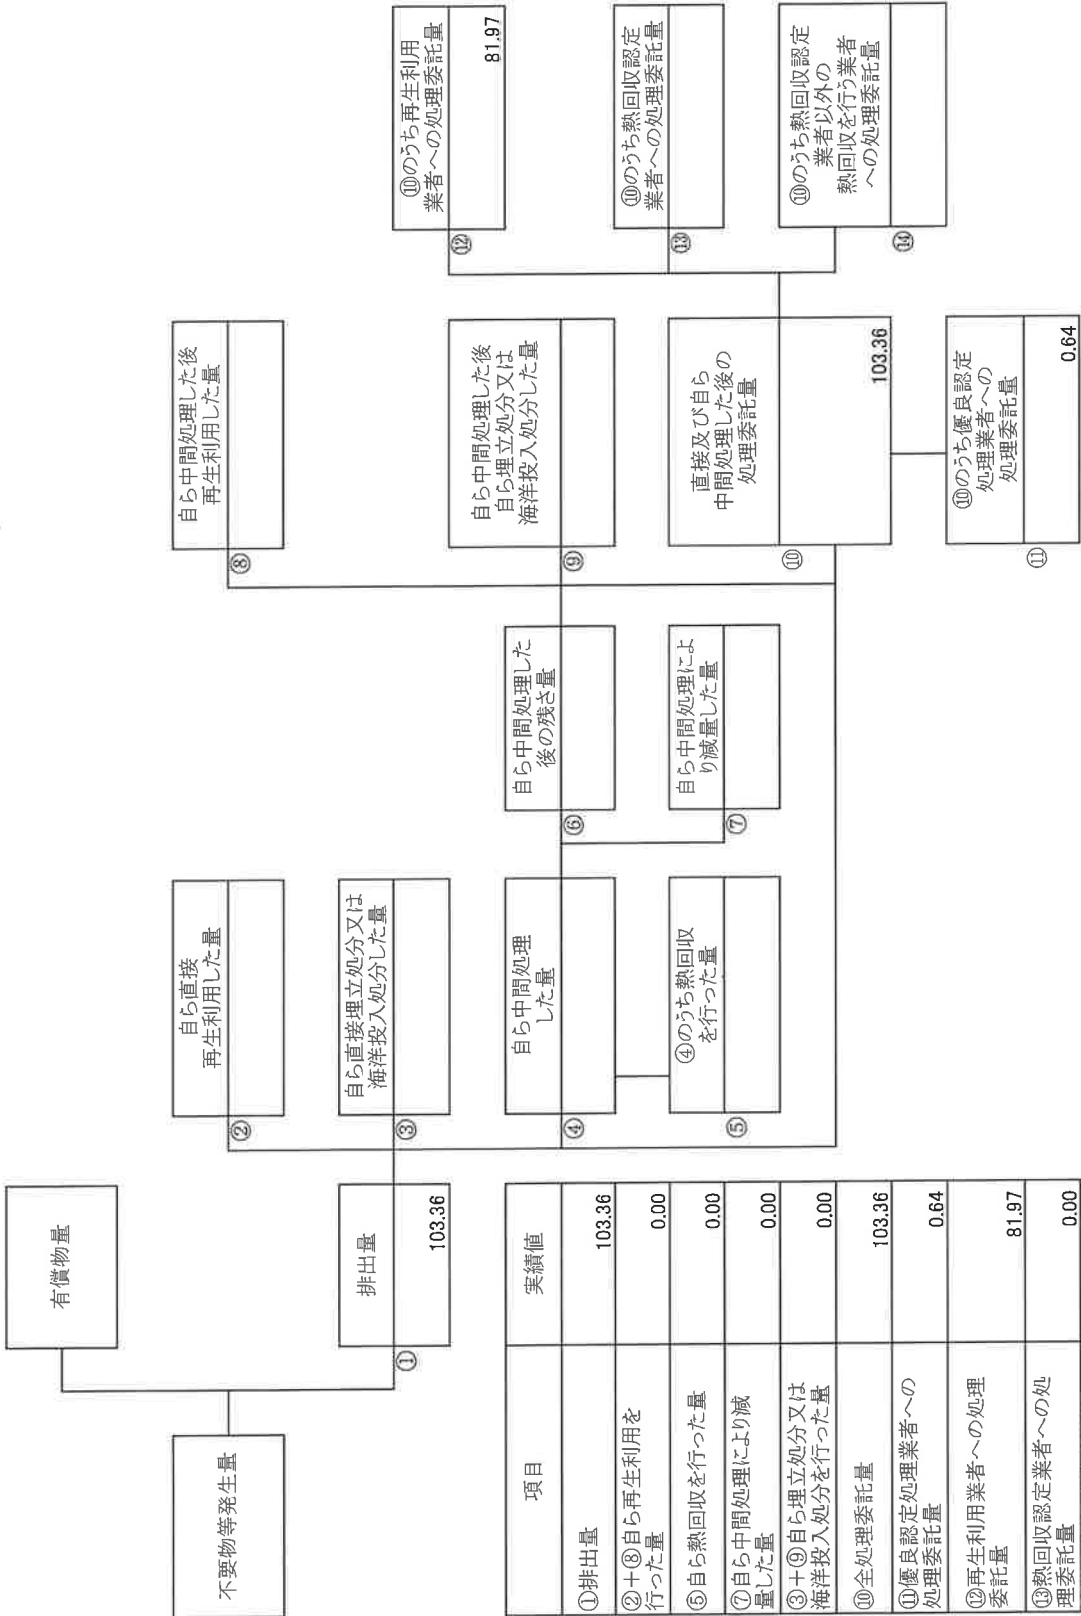 不要物等発生量
有償物量
排出量
①
103.36
②
自ら直接
再生利用した量
③
自ら直接埋立処分又は
海洋投入処分した量
④
自ら中間処理
した量
⑤
④のうち熱回収
を行った量
⑥
自ら中間処理した
後の残さ量
⑦
自ら中間処理によ
り減量した量
⑧
自ら中間処理した後
再生利用した量
⑨
自ら中間処理した後
自ら埋立処分又は
海洋投入処分した量
⑩
直接及び自ら
中間処理した後の
処理委託量
103.36
⑪
⑩のうち優良認定
処理業者への
処理委託量
0.64
⑫
⑩のうち再生利用
業者への処理委託量
81.97
⑬
⑩のうち熱回収認定
業者への処理委託量
⑭
⑩のうち熱回収認定
業者以外の
熱回収を行う業者
への処理委託量
項目 実績値
①排出量 103.36
②+⑧自ら再生利用を
行った量 0.00
⑤自ら熱回収を行った量 0.00
⑦自ら中間処理により減
量した量 0.00
③+⑨自ら埋立処分又は
海洋投入処分を行った量 0.00
⑩全処理委託量 103.36
⑪優良認定処理業者への
処理委託量 0.64
⑫再生利用業者への処理
委託量 81.97
⑬熱回収認定業者への処
理委託量 0.00